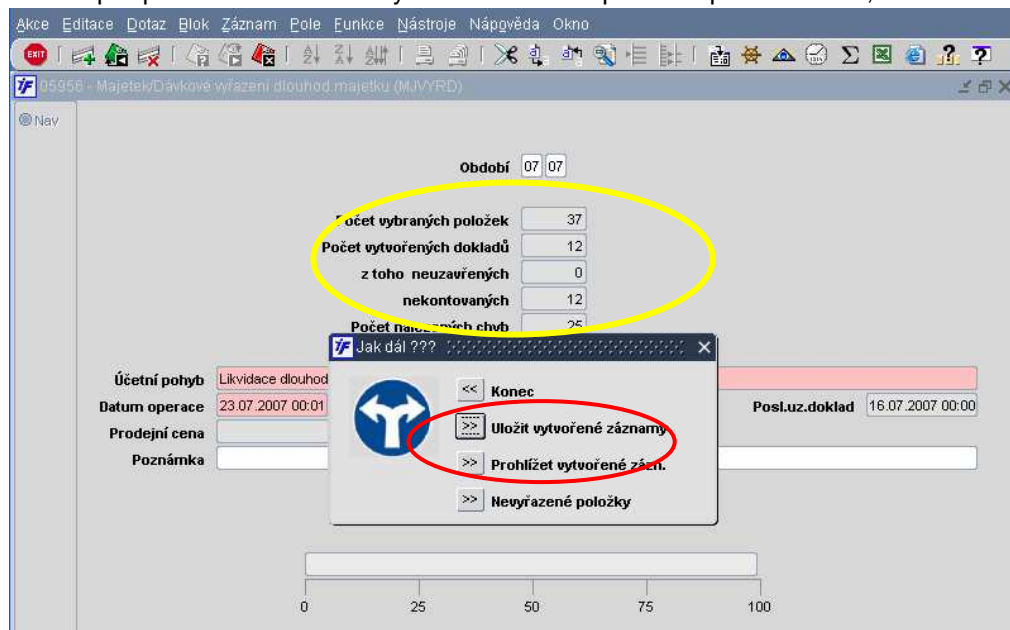 Akce Editace Dotaz Blok Záznam Pole Funkce Nástroje Nápověda Okno
EXIT
05956 - Majetek/Dávkové vyřazení dlouhod.majetku (MJVYRD)
Nav
Období 07 07
Počet vybraných položek 37
Počet vytvořených dokladů 12
z toho neuzavřených 0
nekontovaných 12
Počet nalezených chyb 25
Jak dál ???
<< Konec
>> Uložit vytvořené záznamy
>> Prohlížet vytvořené zázn.
>> Nevyřazené položky
Účetní pohyb Likvidace dlouhod
Datum operace 23.07.2007 00:01 Posl.uz.doklad 16.07.2007 00:00
Prodejní cena
Poznámka
0 25 50 75 100